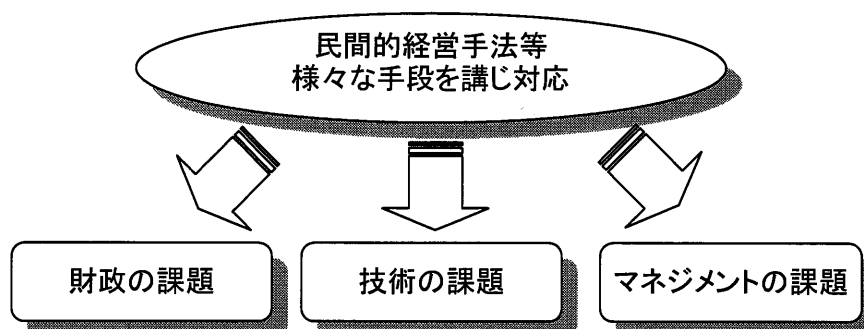 民間的経営手法等
様々な手段を講じ対応
財政の課題
技術の課題
マネジメントの課題